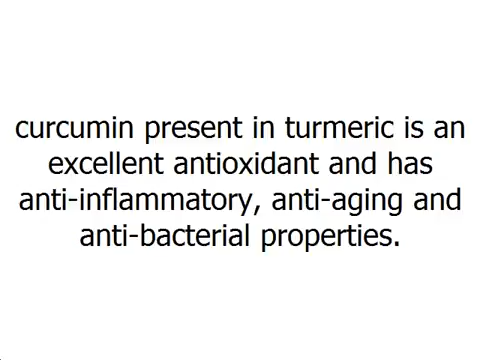 curcumin present in turmeric is an
excellent antioxidant and has
anti-inflammatory, anti-aging and
anti-bacterial properties.